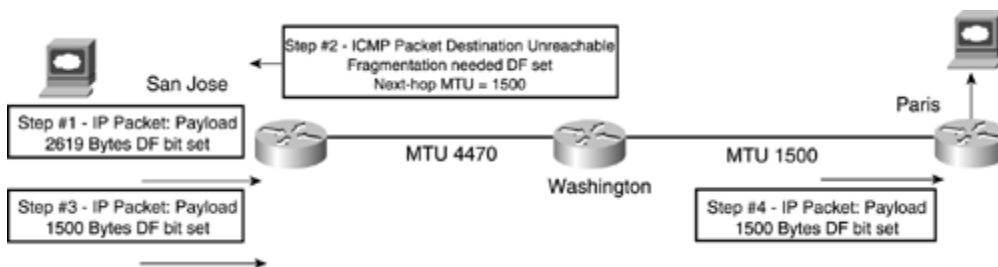 Step #2 - ICMP Packet Destination Unreachable
Fragmentation needed DF set
Next-hop MTU = 1500
San Jose
Paris
Step #1 - IP Packet: Payload
2619 Bytes DF bit set
MTU 4470
MTU 1500
Washington
Step #3 - IP Packet: Payload
1500 Bytes DF bit set
Step #4 - IP Packet: Payload
1500 Bytes DF bit set